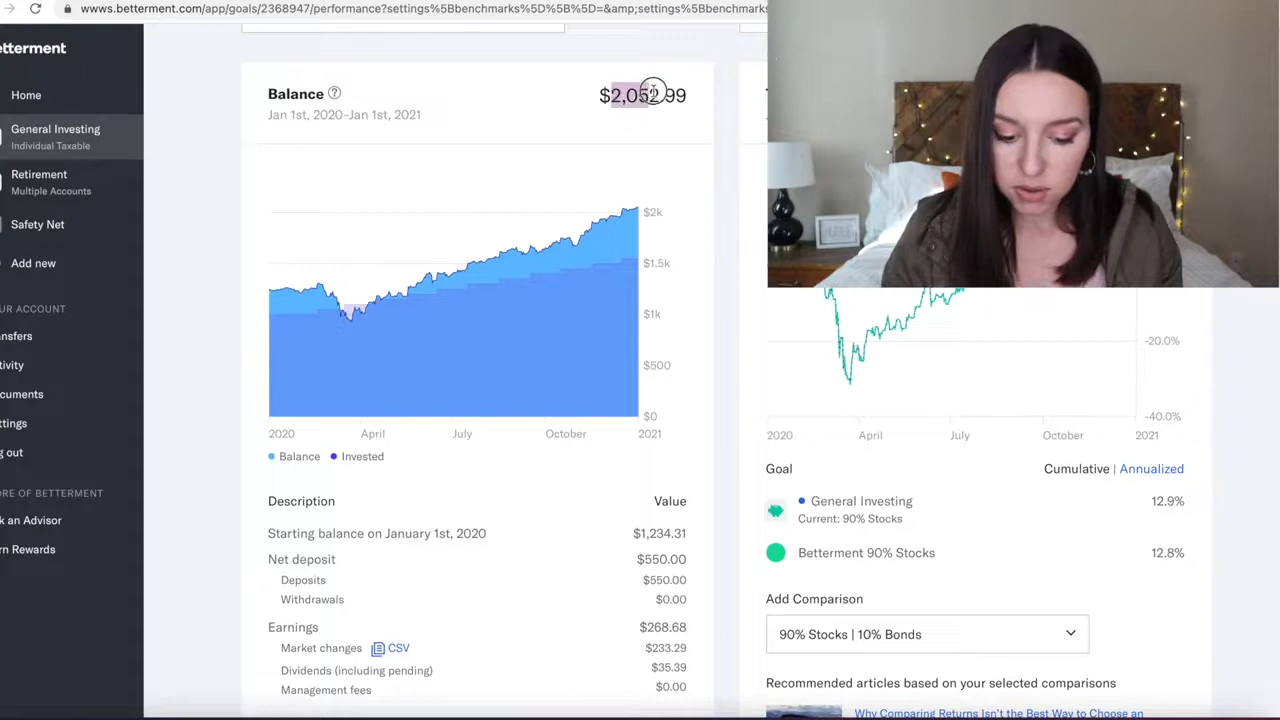 wwws.betterment.com/app/goals/2368947/performance?settings%5Bbenchmarks%5D%5B%5D=&amp;settings%5Bbenchmarks
etterment
Home
General Investing
Individual Taxable
Retirement
Multiple Accounts
Safety Net
Add new
UR ACCOUNT
ansfers
tivity
cuments
ttings
g out
ORE OF BETTERMENT
k an Advisor
rn Rewards
Balance ?
$2,052.99
Jan 1st, 2020–Jan 1st, 2021
$2k
$1.5k
$1k
$500
$0
2020 April July October 2021
Balance Invested
Description Value
Starting balance on January 1st, 2020 $1,234.31
Net deposit $550.00
Deposits $550.00
Withdrawals $0.00
Earnings $268.68
Market changes CSV $233.29
Dividends (including pending) $35.39
Management fees $0.00
-20.0%
-40.0%
2020 April July October 2021
Goal Cumulative | Annualized
General Investing 12.9%
Current: 90% Stocks
Betterment 90% Stocks 12.8%
Add Comparison
90% Stocks | 10% Bonds
Recommended articles based on your selected comparisons
Why Comparing Returns Isn't the Best Way to Choose an